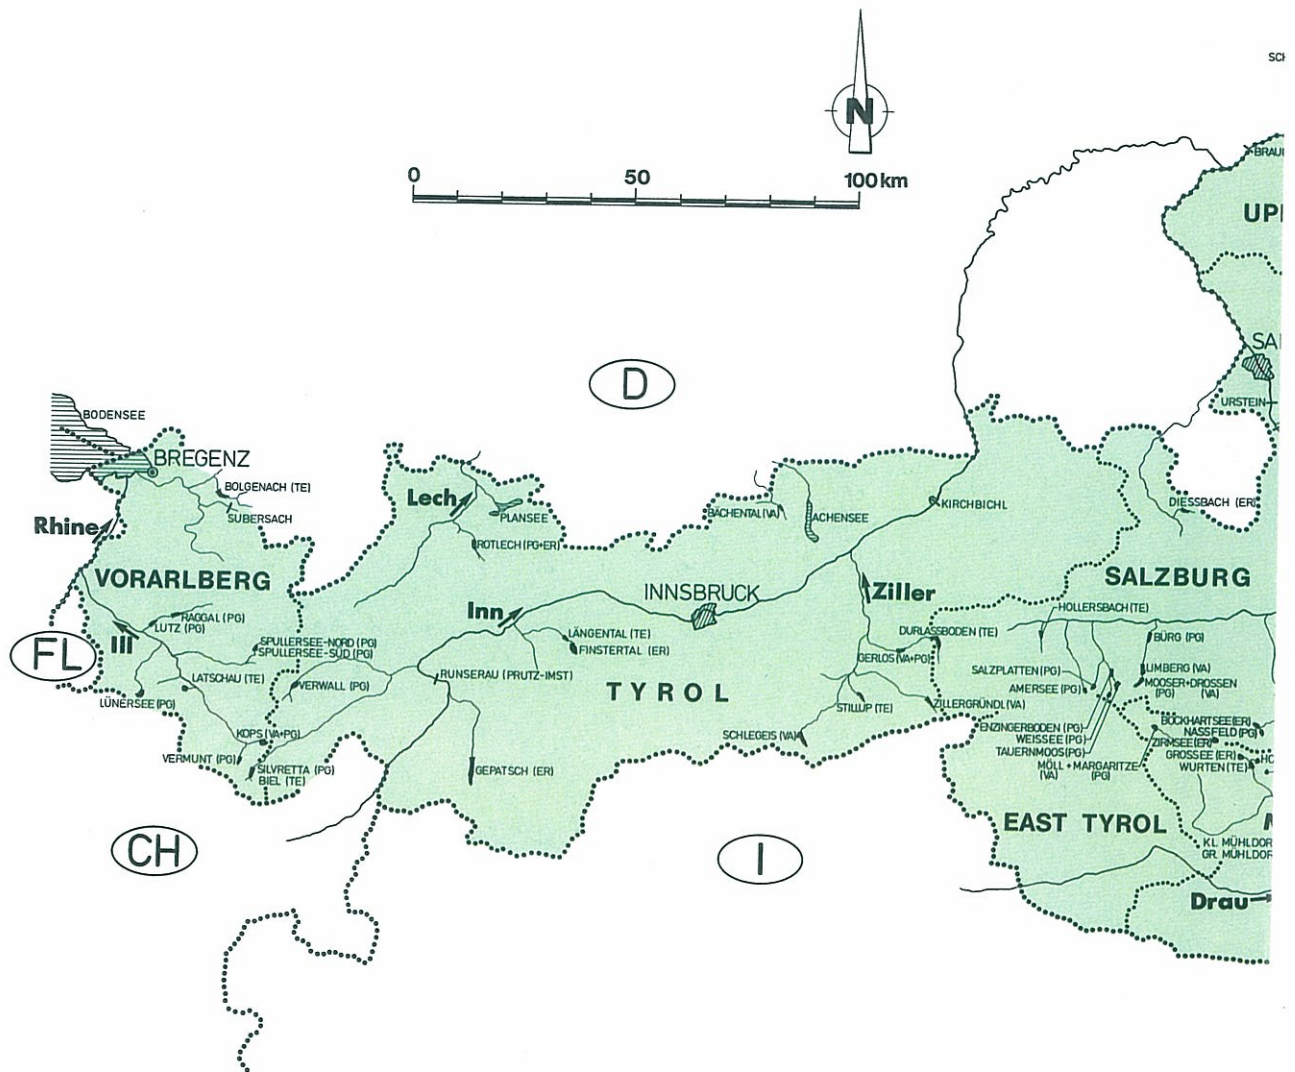 SCH
N
0 50 100 km
BRAU
UP
D
SA
URSTEIN
BODENSEE
BREGENZ
BOLGENACH (TE)
SUBERSACH
Rhine
Lech
PLANSEE
ROTLECH (PG+ER)
BÄCHENTAL (VA)
ACHENSEE
KIRCHBICHL
DIESSBACH (ER)
VORARLBERG
SALZBURG
INNSBRUCK
Ziller
Inn
HOLLERSBACH (TE)
RAGGAL (PG)
LUTZ (PG)
Ill
FL
SPULLERSEE-NORD (PG)
SPULLERSEE-SÜD (PG)
LÄNGENTAL (TE)
FINSTERTAL (ER)
DURLASSBODEN (TE)
GERLOS (VA+PG)
BÜRG (PG)
LATSCHAU (TE)
VERWALL (PG)
RUNSERAU (PRUTZ-IMST)
TYROL
SALZPLATTEN (PG)
AMERSEE (PG)
LIMBERG (VA)
MOOSER+DROSSEN
(PG) (VA)
LÜNERSEE (PG)
STILLUP (TE)
ZILLERGRÜNDL (VA)
KOPS (VA+PG)
SCHLEGEIS (VA)
ENZINGERBODEN (PG)
WEISSEE (PG)
TAUERNMOOS (PG)
BOCKHARTSEE (ER)
NASSFELD (PG)
ZIRMSEE (ER)
GROSSEE (ER)
WURTEN (TE)
HO
VERMUNT (PG)
SILVRETTA (PG)
BIEL (TE)
GEPATSCH (ER)
MÖLL + MARGARITZE
(VA) (PG)
EAST TYROL
KL. MÜHLDOR
GR. MÜHLDOR
CH
I
Drau